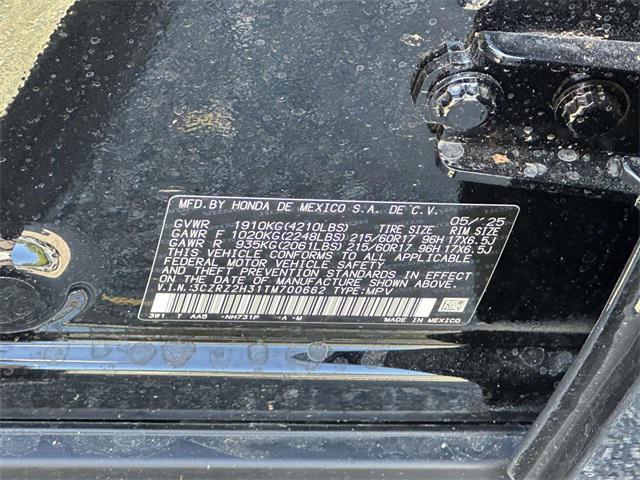 MFD.BY HONDA DE MEXICO S.A. DE C.V.
GVWR 1910KG(4210LBS) TIRE SIZE 05/25 RIM SIZE
GAWR F 1020KG(2248LBS) 215/60R17 96H 17X6.5J
GAWR R 935KG(2061LBS) 215/60R17 96H 17X6.5J
THIS VEHICLE CONFORMS TO ALL APPLICABLE
FEDERAL MOTOR VEHICLE SAFETY
AND THEFT PREVENTION STANDARDS IN EFFECT
ON THE DATE OF MANUFACTURE SHOWN ABOVE.
V.I.N.:3CZRZ2H31TM700662 TYPE:MPV
3W1 T AA5 -NH731P -A -M MADE IN MEXICO